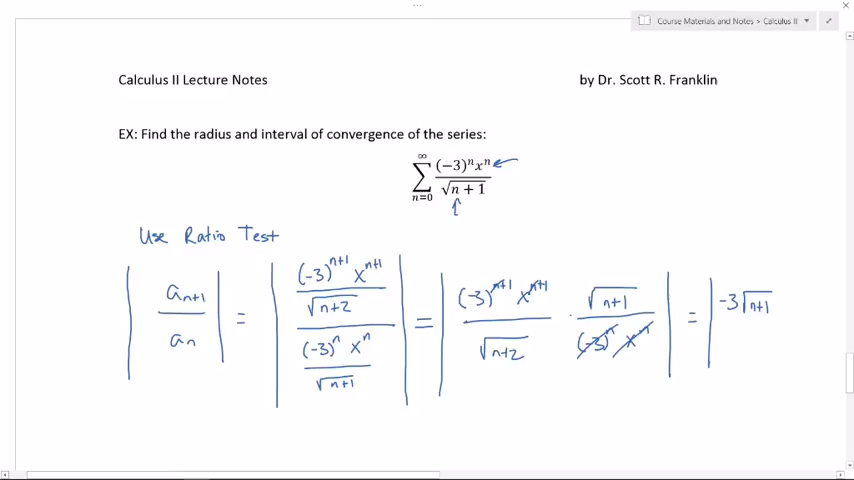 Course Materials and Notes > Calculus II
Calculus II Lecture Notes by Dr. Scott R. Franklin
EX: Find the radius and interval of convergence of the series:
∑_{n=0}^{∞} (−3)ⁿxⁿ / √(n + 1)
Use Ratio Test
| a_{n+1} / a_n | = | ((-3)^{n+1} x^{n+1} / √(n+2)) / ((-3)^n x^n / √(n+1)) | = | (-3)^{n+1} x^{n+1} / √(n+2) · √(n+1) / ((-3)^n x^n) | = | -3√(n+1)